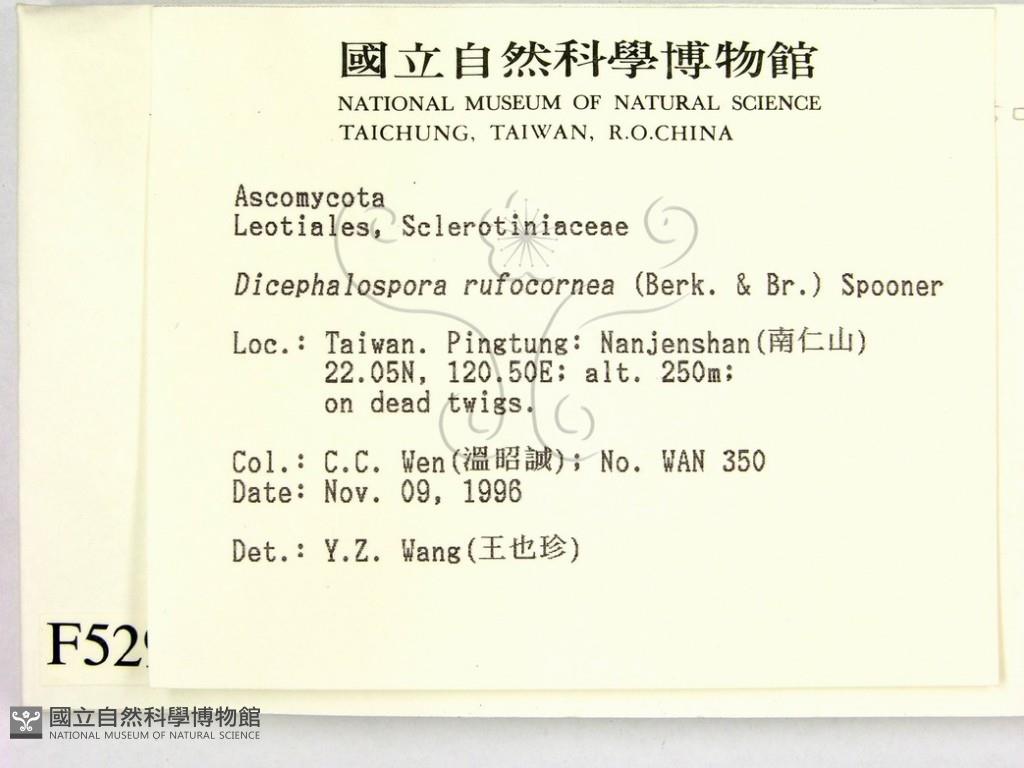 國立自然科學博物館
NATIONAL MUSEUM OF NATURAL SCIENCE
TAICHUNG, TAIWAN, R.O.CHINA
Ascomycota
Leotiales, Sclerotiniaceae
Dicephalospora rufocornea (Berk. & Br.) Spooner
Loc.: Taiwan. Pingtung: Nanjenshan(南仁山)
22.05N, 120.50E; alt. 250m;
on dead twigs.
Col.: C.C. Wen(溫昭誠); No. WAN 350
Date: Nov. 09, 1996
Det.: Y.Z. Wang(王也珍)
F529
國立自然科學博物館
NATIONAL MUSEUM OF NATURAL SCIENCE